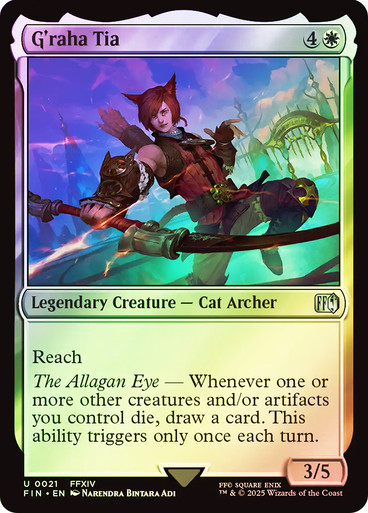 G'raha Tia 4
Legendary Creature — Cat Archer
Reach
The Allagan Eye — Whenever one or
more other creatures and/or artifacts
you control die, draw a card. This
ability triggers only once each turn.
3/5
U 0021 FFXIV
FIN • EN Narendra Bintara Adi
FF© SQUARE ENIX
™ & © 2025 Wizards of the Coast